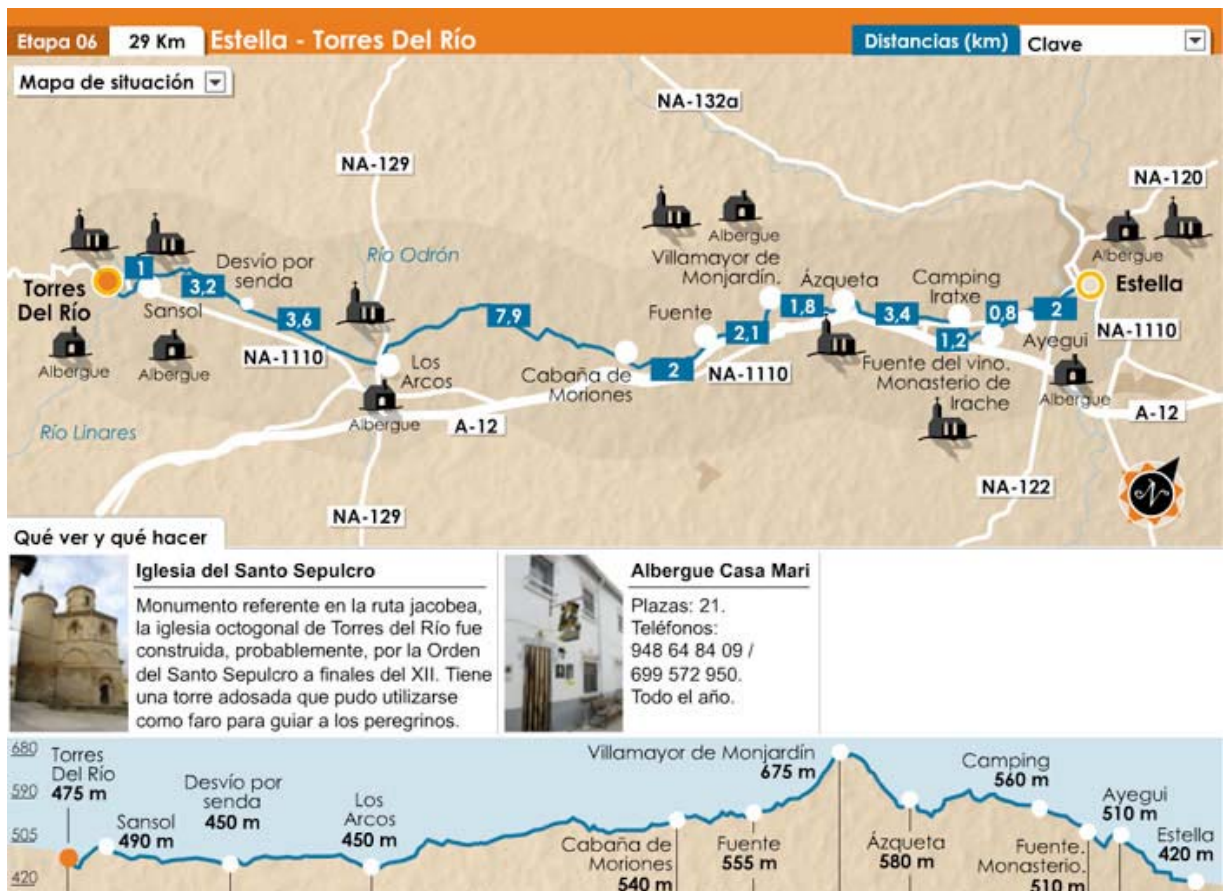 Etapa 06
29 Km
Estella - Torres Del Río
Distancias (km)
Clave
Mapa de situación
NA-132a
NA-129
NA-120
Río Odrón
Albergue
Villamayor de
Monjardín.
Albergue
Desvío por
senda
Torres
Del Río
1
3,2
Sansol
3,6
7,9
Fuente
2,1
1,8
Ázqueta
3,4
Camping
Iratxe
0,8
2
Estella
1,2
Ayegui
NA-1110
NA-1110
Los
Arcos
Cabaña de
Moriones
2
NA-1110
Fuente del vino.
Monasterio de
Irache
Albergue
Albergue
Albergue
Albergue
A-12
A-12
Río Linares
NA-122
NA-129
N
Qué ver y qué hacer
Iglesia del Santo Sepulcro
Monumento referente en la ruta jacobea,
la iglesia octogonal de Torres del Río fue
construida, probablemente, por la Orden
del Santo Sepulcro a finales del XII. Tiene
una torre adosada que pudo utilizarse
como faro para guiar a los peregrinos.
Albergue Casa Mari
Plazas: 21.
Teléfonos:
948 64 84 09 /
699 572 950.
Todo el año.
680
590
505
420
Torres
Del Río
475 m
Sansol
490 m
Desvío por
senda
450 m
Los
Arcos
450 m
Cabaña de
Moriones
540 m
Fuente
555 m
Villamayor de Monjardín
675 m
Ázqueta
580 m
Camping
560 m
Fuente.
Monasterio.
510 m
Ayegui
510 m
Estella
420 m